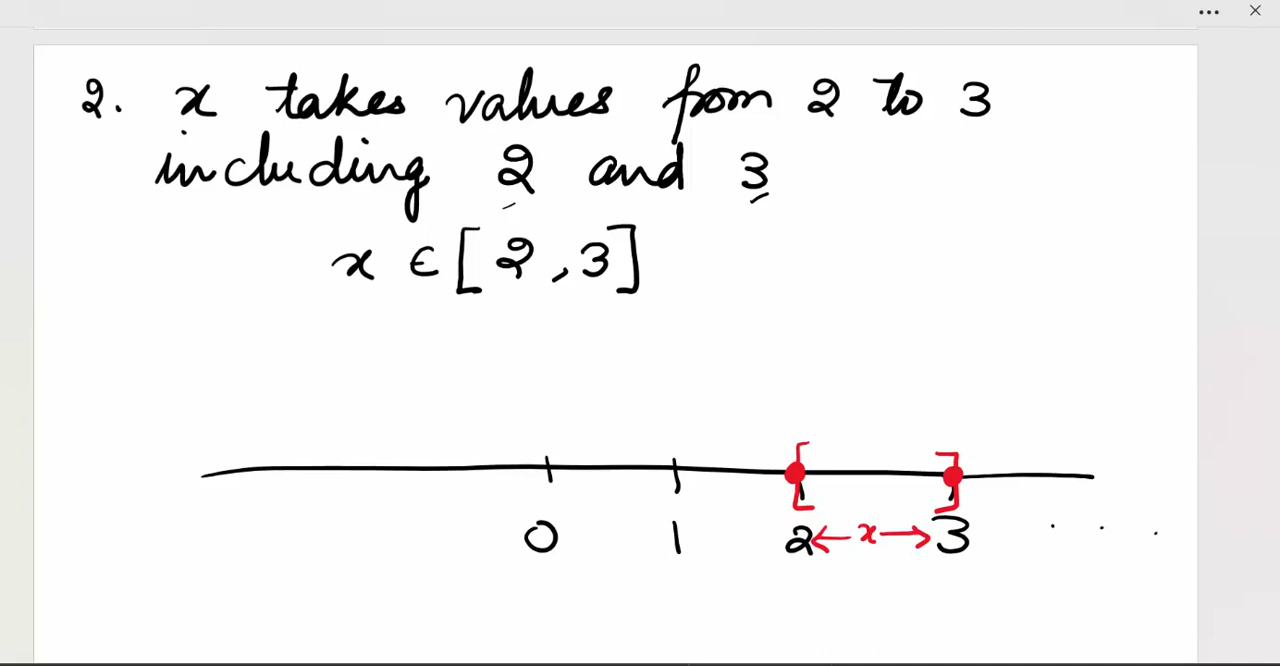 2. x takes values from 2 to 3
including 2 and 3
x ∈ [2,3]
0 1 2 ← x → 3 . . .